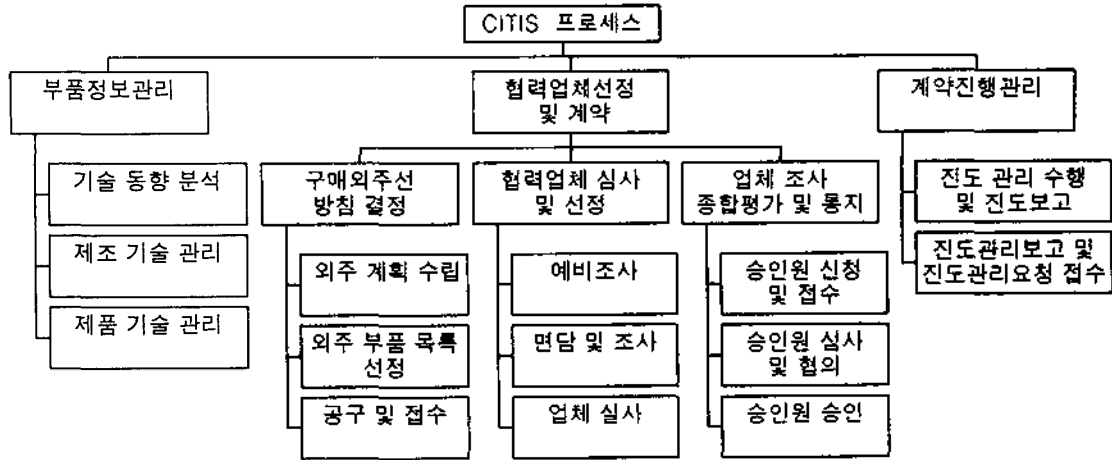 CITIS 프로세스
부품정보관리
협력업체선정
및 계약
계약진행관리
기술 동향 분석
제조 기술 관리
제품 기술 관리
구매외주선
방침 결정
협력업체 심사
및 선정
업체 조사
종합평가 및 통지
진도 관리 수행
및 진도보고
진도관리보고 및
진도관리요청 접수
외주 계획 수립
외주 부품 목록
선정
공구 및 접수
예비조사
면담 및 조사
업체 실사
승인원 신청
및 접수
승인원 심사
및 협의
승인원 승인